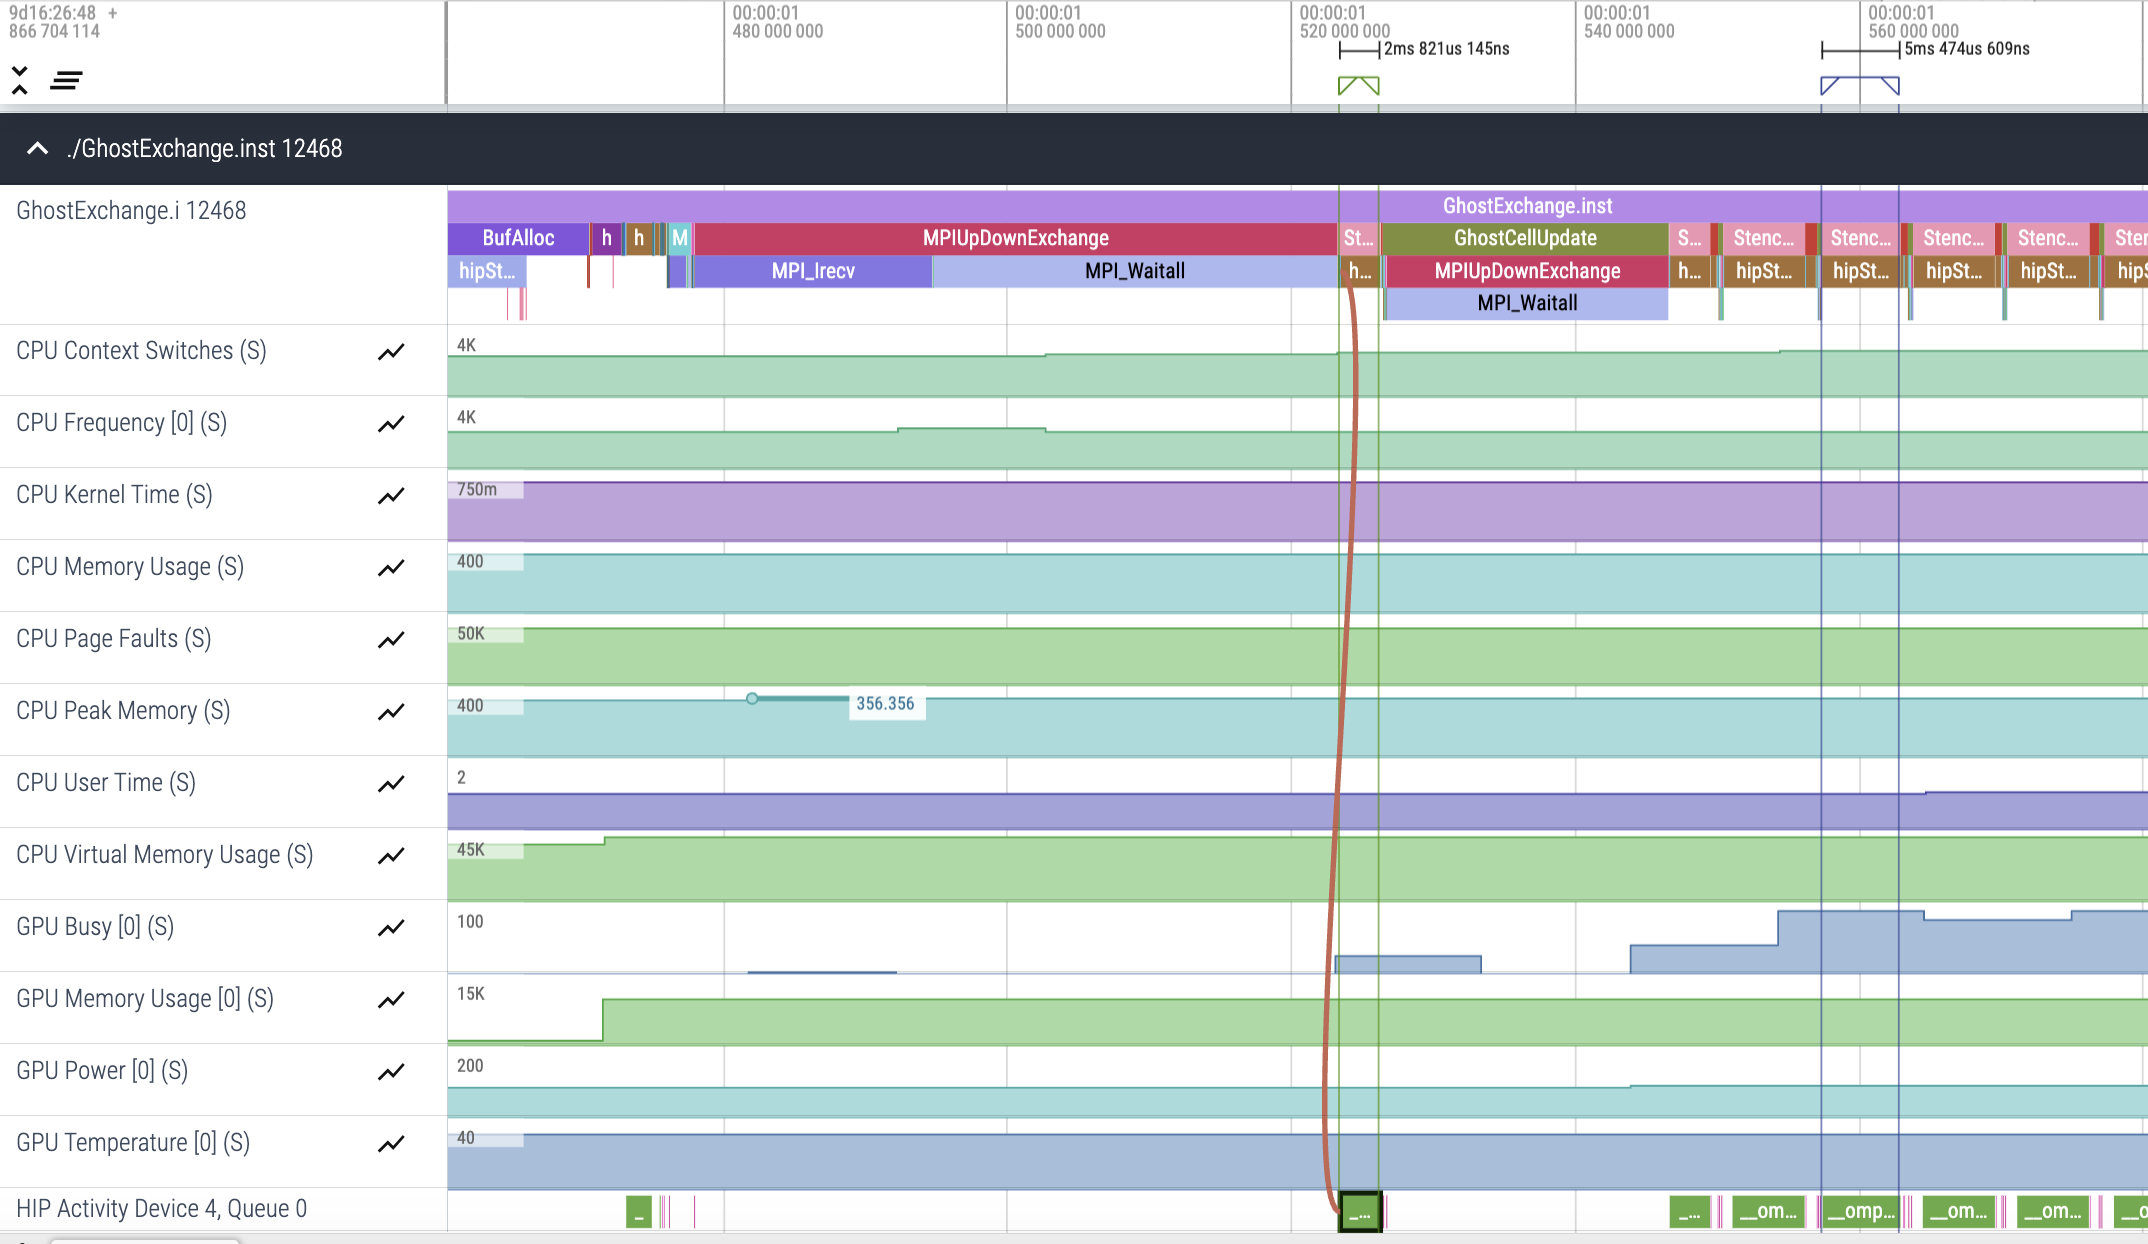 9d16:26:48 +
866 704 114
00:00:01
480 000 000
00:00:01
500 000 000
00:00:01
520 000 000
00:00:01
540 000 000
00:00:01
560 000 000
2ms 821us 145ns
5ms 474us 609ns
./GhostExchange.inst 12468
GhostExchange.i 12468
GhostExchange.inst
BufAlloc h h M MPIUpDownExchange St... GhostCellUpdate S... Stenc... Stenc... Stenc... Stenc... Sten
hipSt... MPI_Irecv MPI_Waitall h... MPIUpDownExchange h... hipSt... hipSt... hipSt... hipSt... hipS
MPI_Waitall
CPU Context Switches (S) 4K
CPU Frequency [0] (S) 4K
CPU Kernel Time (S) 750m
CPU Memory Usage (S) 400
CPU Page Faults (S) 50K
CPU Peak Memory (S) 400 356.356
CPU User Time (S) 2
CPU Virtual Memory Usage (S) 45K
GPU Busy [0] (S) 100
GPU Memory Usage [0] (S) 15K
GPU Power [0] (S) 200
GPU Temperature [0] (S) 40
HIP Activity Device 4, Queue 0 _ _... _... __om... __omp... __om... __om... __o